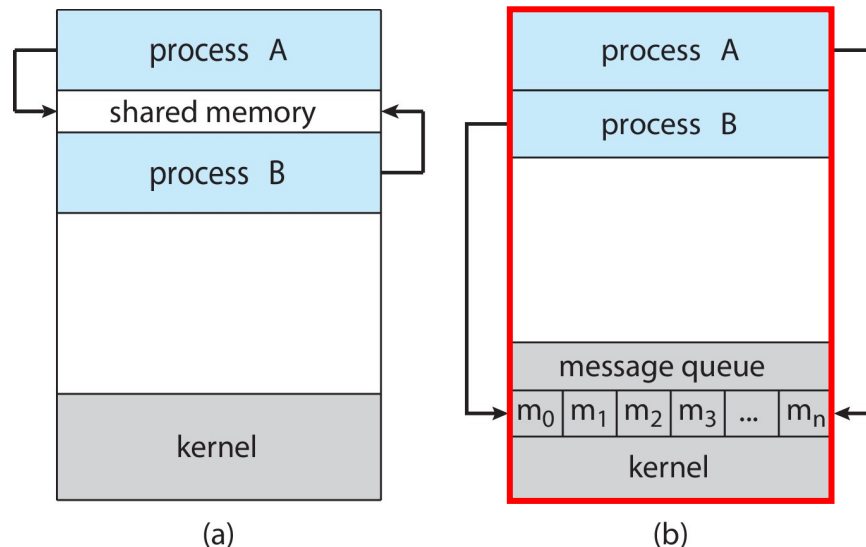 process A
shared memory
process B
kernel
(a)
process A
process B
message queue
m₀ m₁ m₂ m₃ ... mₙ
kernel
(b)